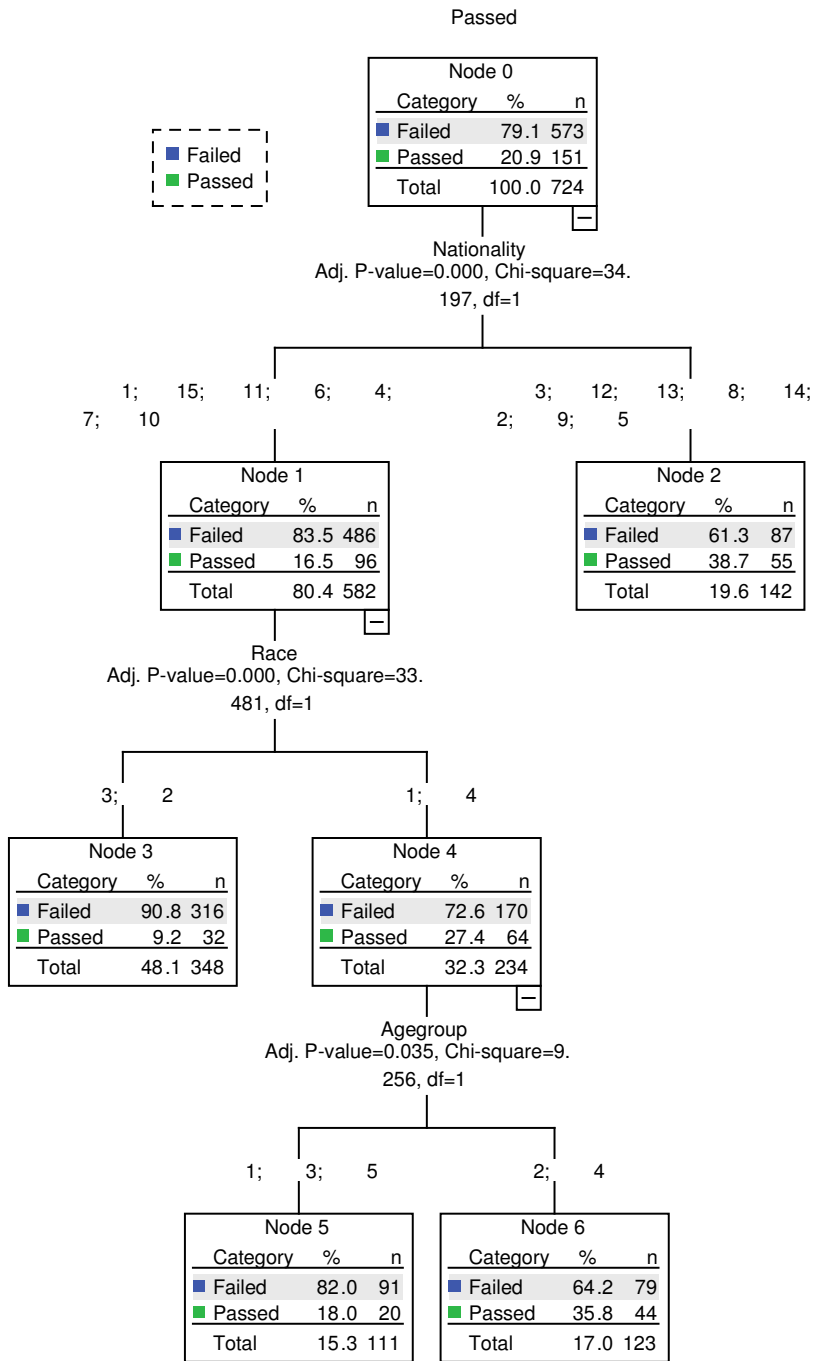 Passed
Node 0
Category % n
Failed 79.1 573
Passed 20.9 151
Total 100.0 724
Failed
Passed
Nationality
Adj. P-value=0.000, Chi-square=34.
197, df=1
1; 15; 11; 6; 4;
7; 10
3; 12; 13; 8; 14;
2; 9; 5
Node 1
Category % n
Failed 83.5 486
Passed 16.5 96
Total 80.4 582
Node 2
Category % n
Failed 61.3 87
Passed 38.7 55
Total 19.6 142
Race
Adj. P-value=0.000, Chi-square=33.
481, df=1
3; 2
1; 4
Node 3
Category % n
Failed 90.8 316
Passed 9.2 32
Total 48.1 348
Node 4
Category % n
Failed 72.6 170
Passed 27.4 64
Total 32.3 234
Agegroup
Adj. P-value=0.035, Chi-square=9.
256, df=1
1; 3; 5
2; 4
Node 5
Category % n
Failed 82.0 91
Passed 18.0 20
Total 15.3 111
Node 6
Category % n
Failed 64.2 79
Passed 35.8 44
Total 17.0 123